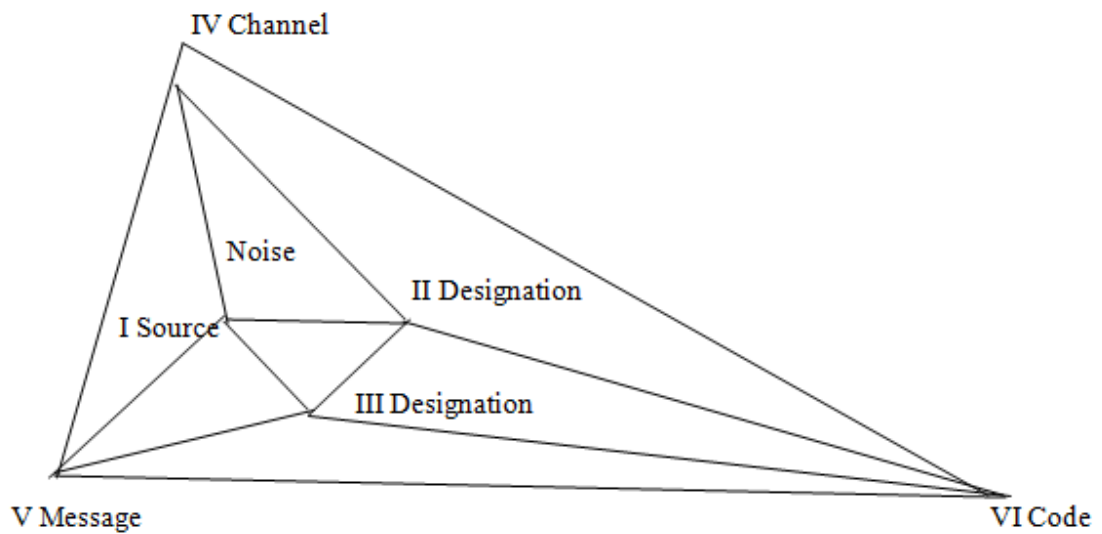 IV Channel
Noise
II Designation
I Source
III Designation
V Message
VI Code